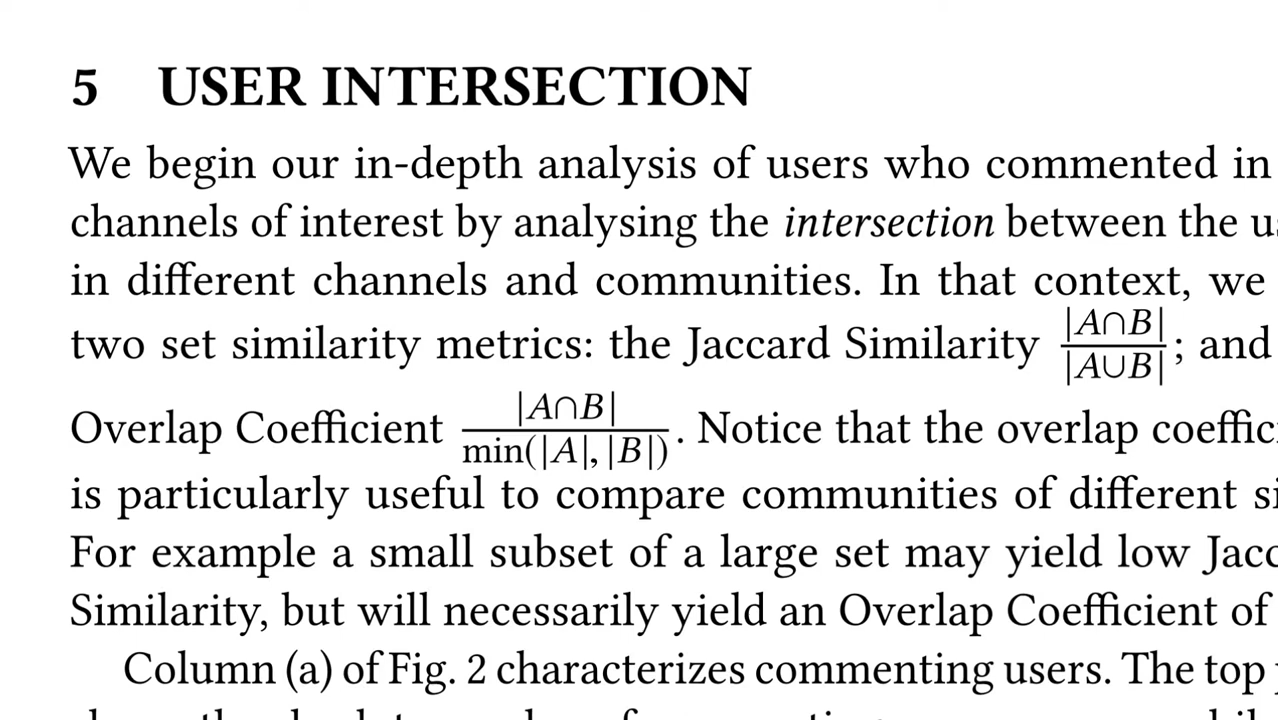 5 USER INTERSECTION
We begin our in-depth analysis of users who commented in
channels of interest by analysing the intersection between the
in different channels and communities. In that context, we
two set similarity metrics: the Jaccard Similarity |A∩B| / |A∪B|; and
Overlap Coefficient |A∩B| / min(|A|, |B|). Notice that the overlap
is particularly useful to compare communities of different
For example a small subset of a large set may yield low
Similarity, but will necessarily yield an Overlap Coefficient of
Column (a) of Fig. 2 characterizes commenting users. The top